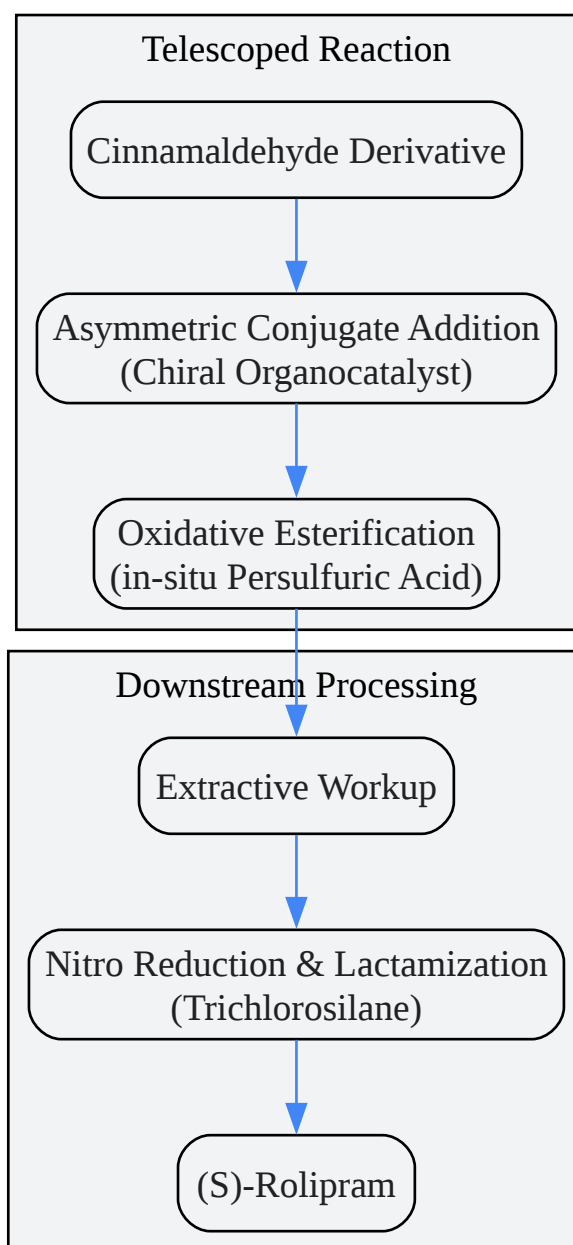 Telescoped Reaction
Cinnamaldehyde Derivative
Asymmetric Conjugate Addition
(Chiral Organocatalyst)
Oxidative Esterification
(in-situ Persulfuric Acid)
Downstream Processing
Extractive Workup
Nitro Reduction & Lactamization
(Trichlorosilane)
(S)-Rolipram